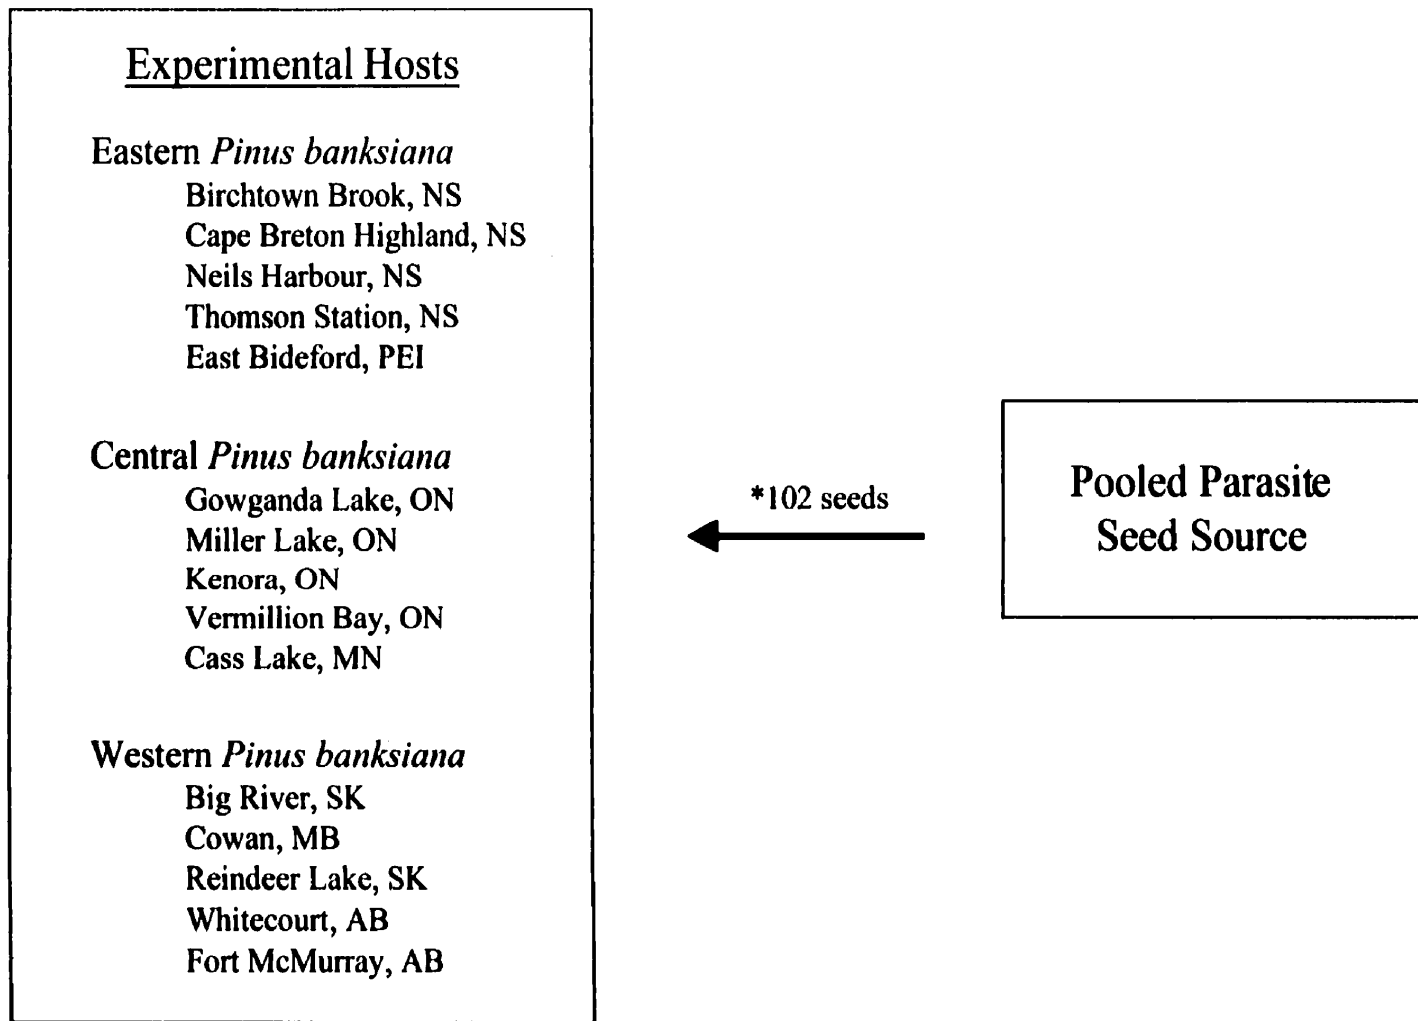 Experimental Hosts
Eastern Pinus banksiana
Birchtown Brook, NS
Cape Breton Highland, NS
Neils Harbour, NS
Thomson Station, NS
East Bideford, PEI
Central Pinus banksiana
Gowganda Lake, ON
Miller Lake, ON
Kenora, ON
Vermillion Bay, ON
Cass Lake, MN
Western Pinus banksiana
Big River, SK
Cowan, MB
Reindeer Lake, SK
Whitecourt, AB
Fort McMurray, AB
*102 seeds
Pooled Parasite
Seed Source